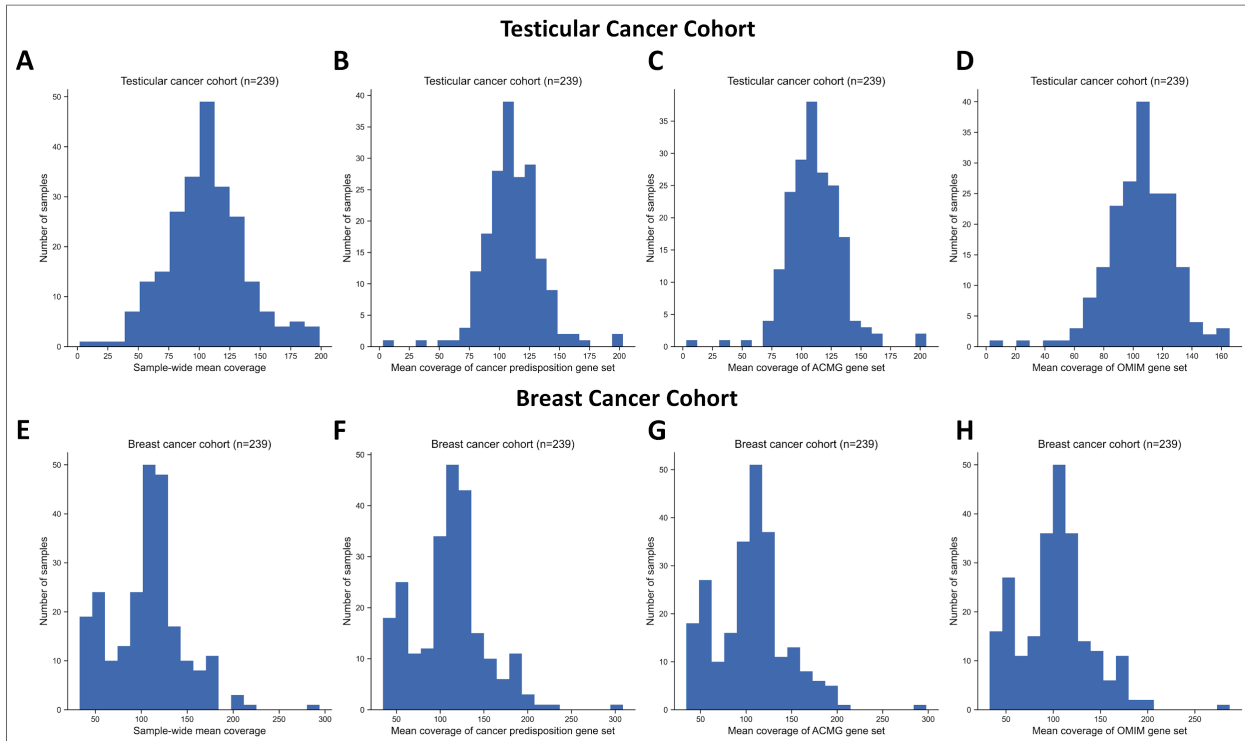 Testicular Cancer Cohort
A
Testicular cancer cohort (n=239)
Number of samples
50
40
30
20
10
0
0 25 50 75 100 125 150 175 200
Sample-wide mean coverage
B
Testicular cancer cohort (n=239)
Number of samples
40
35
30
25
20
15
10
5
0
0 25 50 75 100 125 150 175 200
Mean coverage of cancer predisposition gene set
C
Testicular cancer cohort (n=239)
Number of samples
35
30
25
20
15
10
5
0
0 25 50 75 100 125 150 175 200
Mean coverage of ACMG gene set
D
Testicular cancer cohort (n=239)
Number of samples
40
35
30
25
20
15
10
5
0
0 20 40 60 80 100 120 140 160
Mean coverage of OMIM gene set
Breast Cancer Cohort
E
Breast cancer cohort (n=239)
Number of samples
50
40
30
20
10
0
50 100 150 200 250 300
Sample-wide mean coverage
F
Breast cancer cohort (n=239)
Number of samples
50
40
30
20
10
0
50 100 150 200 250 300
Mean coverage of cancer predisposition gene set
G
Breast cancer cohort (n=239)
Number of samples
50
40
30
20
10
0
50 100 150 200 250 300
Mean coverage of ACMG gene set
H
Breast cancer cohort (n=239)
Number of samples
50
40
30
20
10
0
50 100 150 200 250
Mean coverage of OMIM gene set